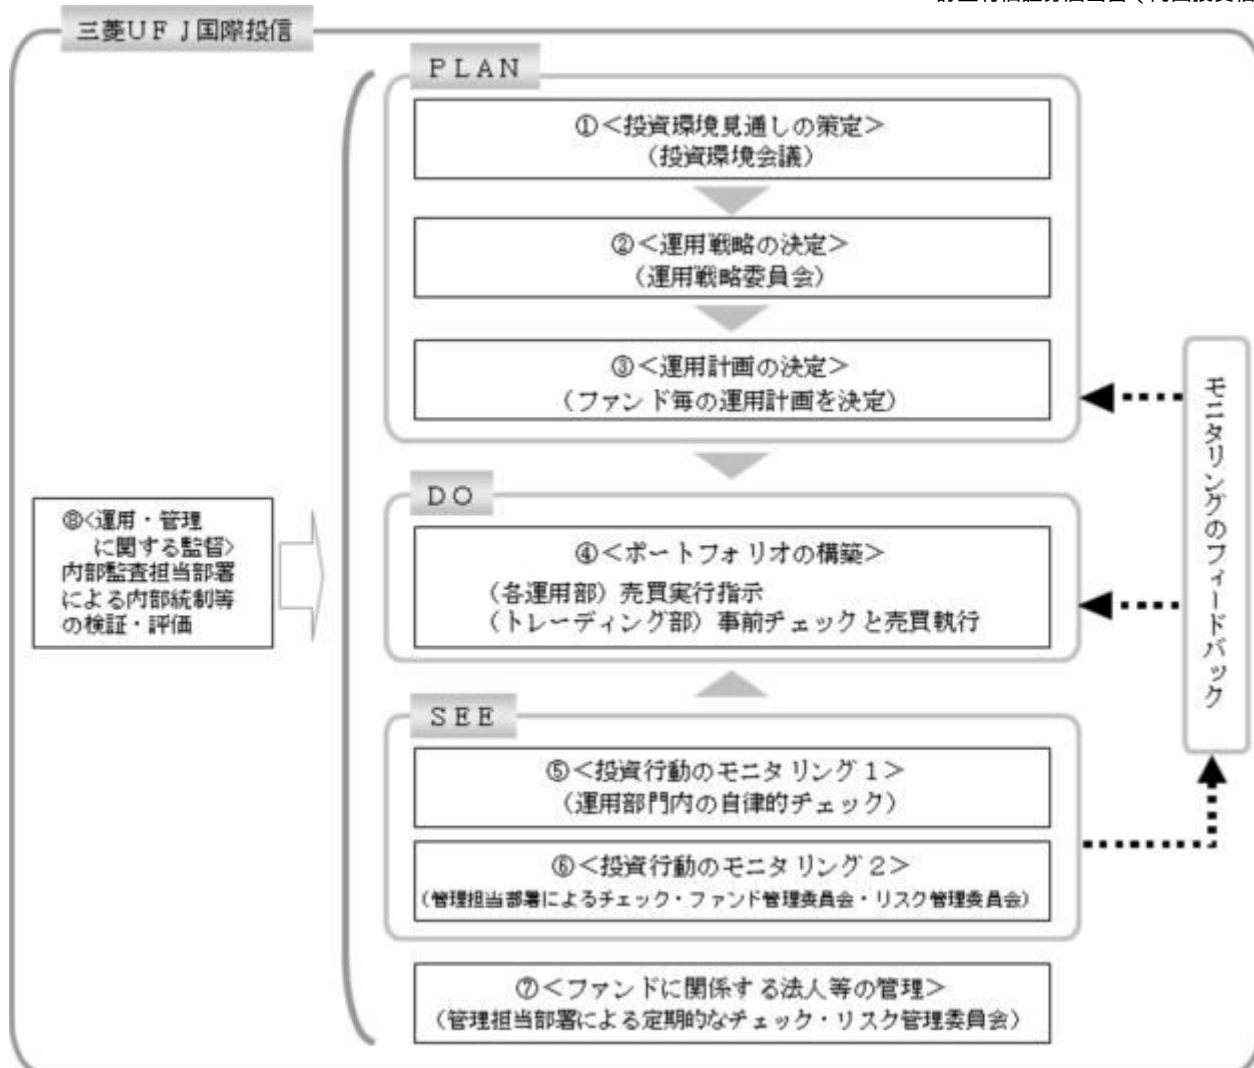 三菱ＵＦＪ国際投信
ＰＬＡＮ
①＜投資環境見通しの策定＞
（投資環境会議）
②＜運用戦略の決定＞
（運用戦略委員会）
③＜運用計画の決定＞
（ファンド毎の運用計画を決定）
ＤＯ
④＜ポートフォリオの構築＞
（各運用部）売買実行指示
（トレーディング部）事前チェックと売買執行
ＳＥＥ
⑤＜投資行動のモニタリング１＞
（運用部門内の自律的チェック）
⑥＜投資行動のモニタリング２＞
（管理担当部署によるチェック・ファンド管理委員会・リスク管理委員会）
⑦＜ファンドに関係する法人等の管理＞
（管理担当部署による定期的なチェック・リスク管理委員会）
⑧＜運用・管理
に関する監督＞
内部監査担当部署
による内部統制等
の検証・評価
モニタリングのフィードバック